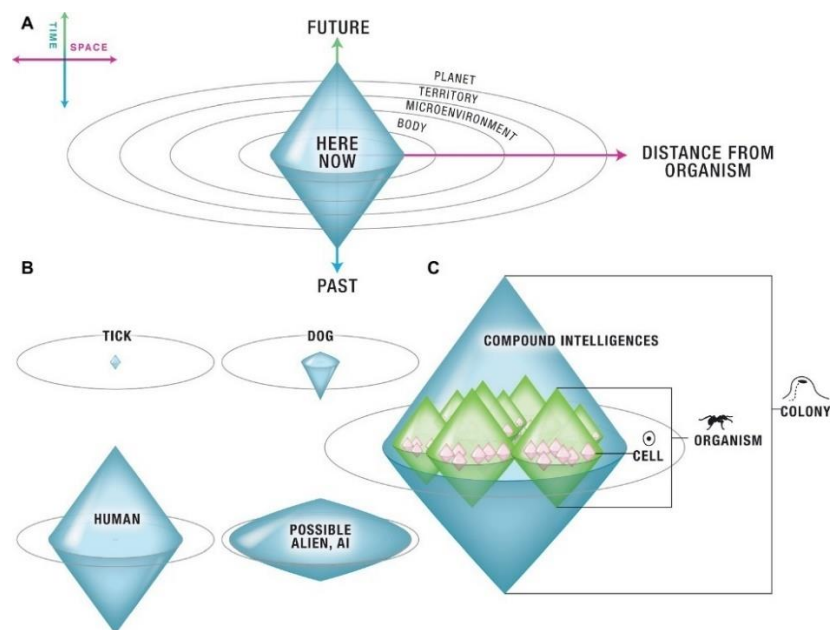 A
TIME
SPACE
FUTURE
PLANET
TERRITORY
MICROENVIRONMENT
BODY
HERE
NOW
DISTANCE FROM
ORGANISM
PAST
B
TICK
DOG
HUMAN
POSSIBLE
ALIEN, AI
C
COMPOUND INTELLIGENCES
COLONY
ORGANISM
CELL